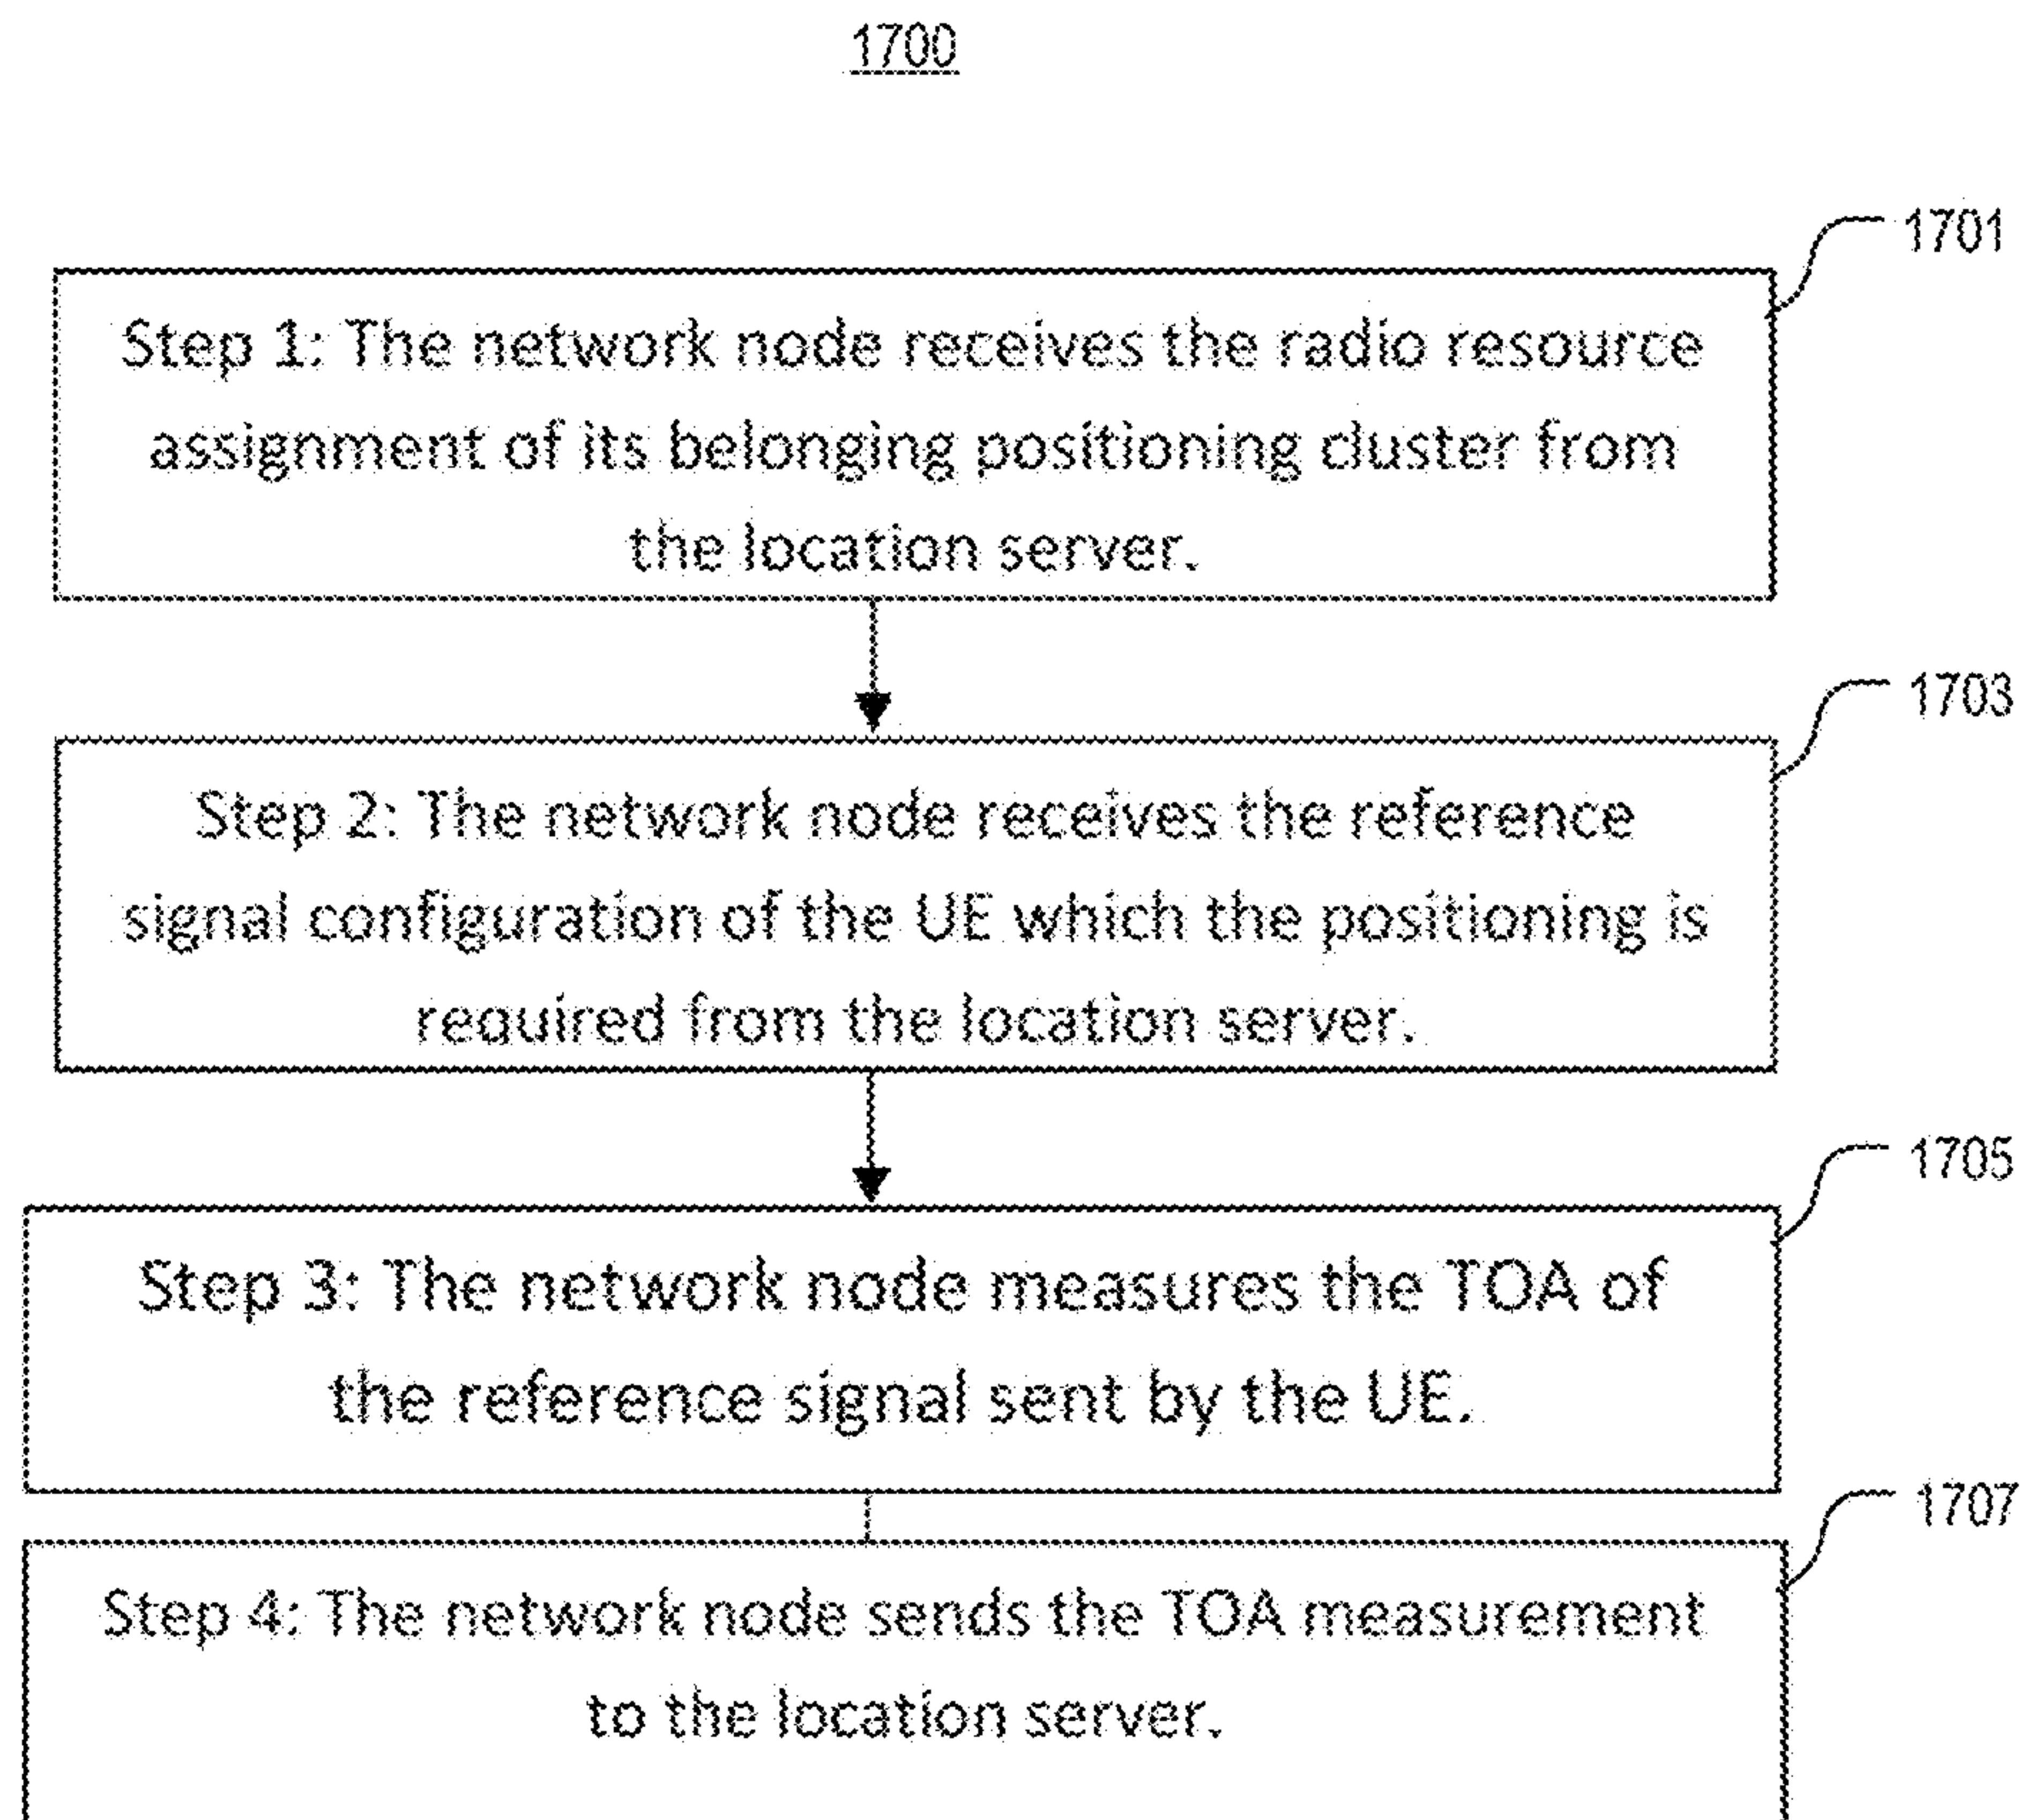 1700
1701
Step 1: The network node receives the radio resource
assignment of its belonging positioning cluster from
the location server.
1703
Step 2: The network node receives the reference
signal configuration of the UE which the positioning is
required from the location server.
1705
Step 3: The network node measures the TOA of
the reference signal sent by the UE.
1707
Step 4: The network node sends the TOA measurement
to the location server.